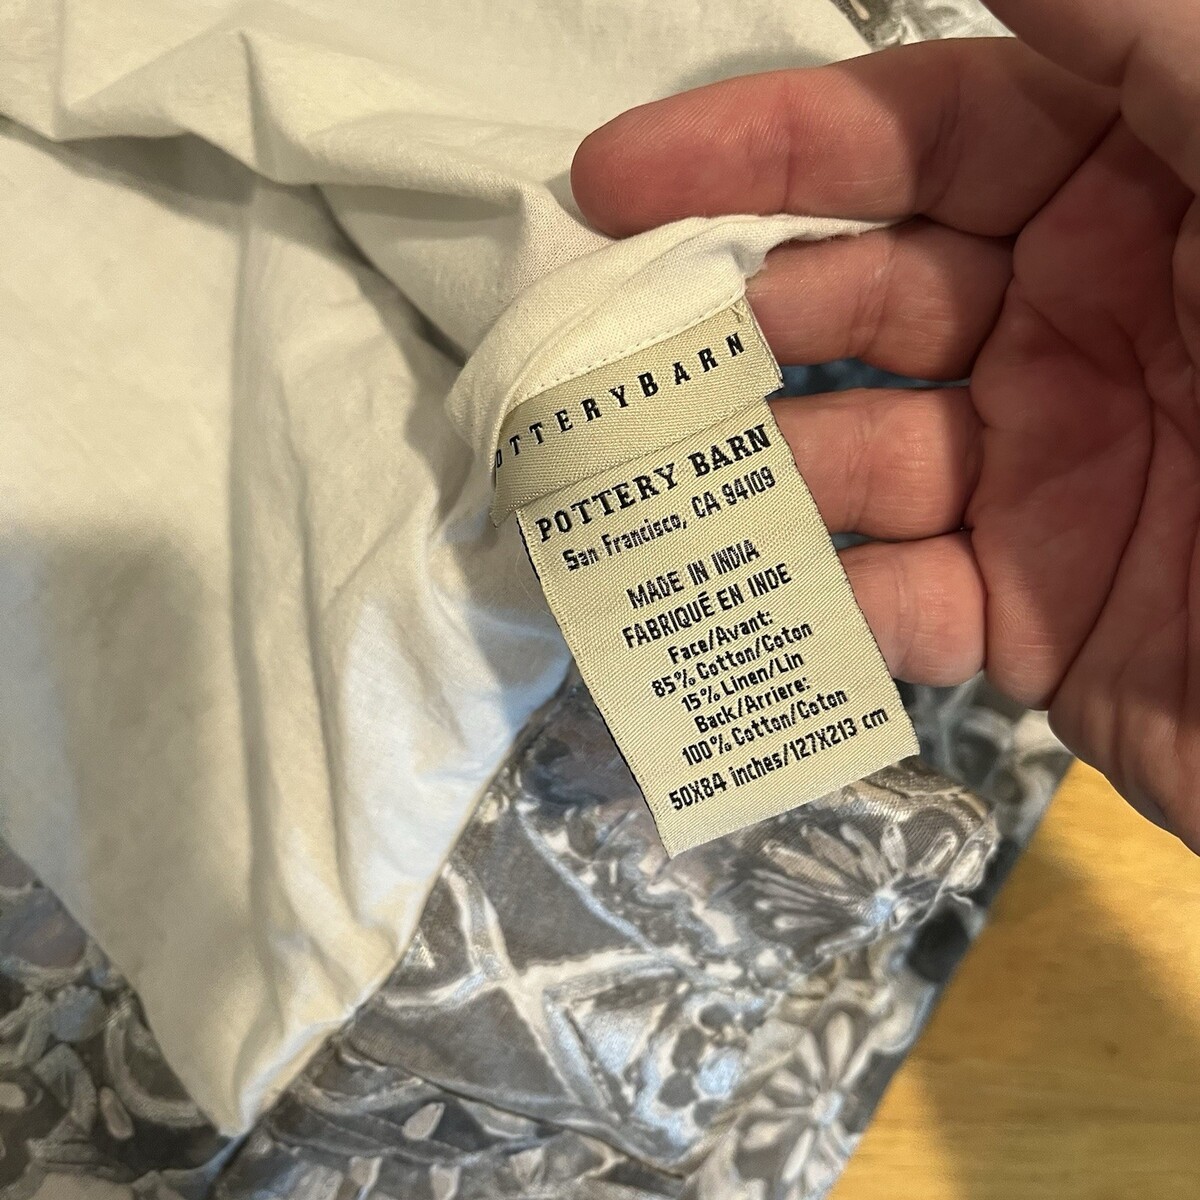 OTTERYBARN
POTTERY BARN
San Francisco, CA 94109
MADE IN INDIA
FABRIQUÉ EN INDE
Face/Avant:
85% Cotton/Coton
15% Linen/Lin
Back/Arriere:
100% Cotton/Coton
50X84 inches/127X213 cm